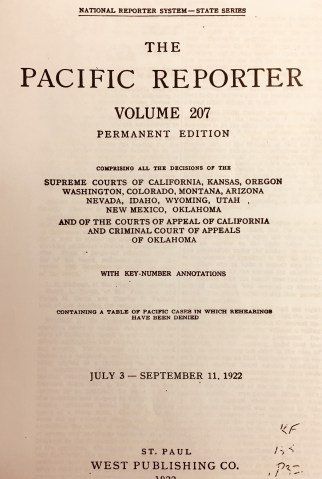 NATIONAL REPORTER SYSTEM—STATE SERIES
THE
PACIFIC REPORTER
VOLUME 207
PERMANENT EDITION
COMPRISING ALL THE DECISIONS OF THE
SUPREME COURTS OF CALIFORNIA, KANSAS, OREGON
WASHINGTON, COLORADO, MONTANA, ARIZONA
NEVADA, IDAHO, WYOMING, UTAH
NEW MEXICO, OKLAHOMA
AND OF THE COURTS OF APPEAL OF CALIFORNIA
AND CRIMINAL COURT OF APPEALS
OF OKLAHOMA
WITH KEY-NUMBER ANNOTATIONS
CONTAINING A TABLE OF PACIFIC CASES IN WHICH REHEARINGS
HAVE BEEN DENIED
JULY 3 — SEPTEMBER 11, 1922
KF
ST. PAUL
WEST PUBLISHING CO.
1922